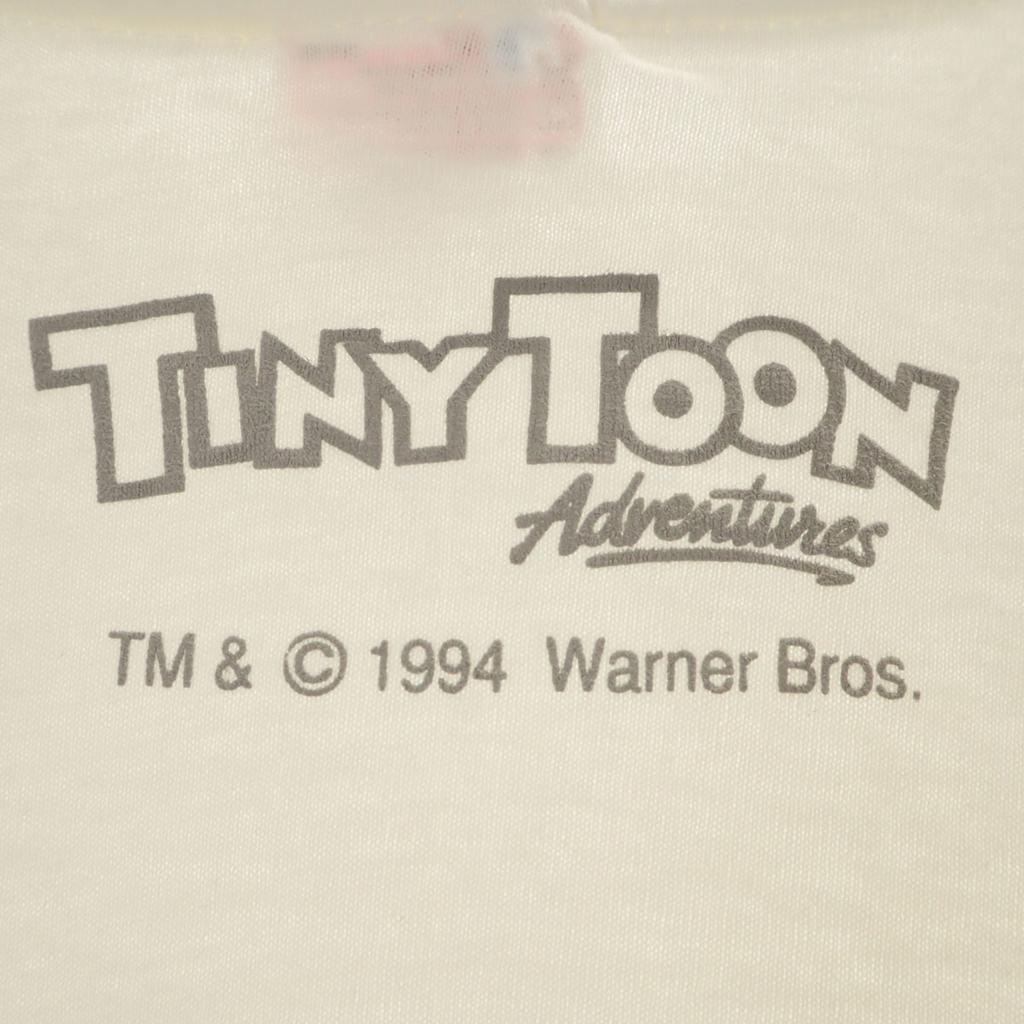 TINY TOON
Adventures
TM & © 1994 Warner Bros.